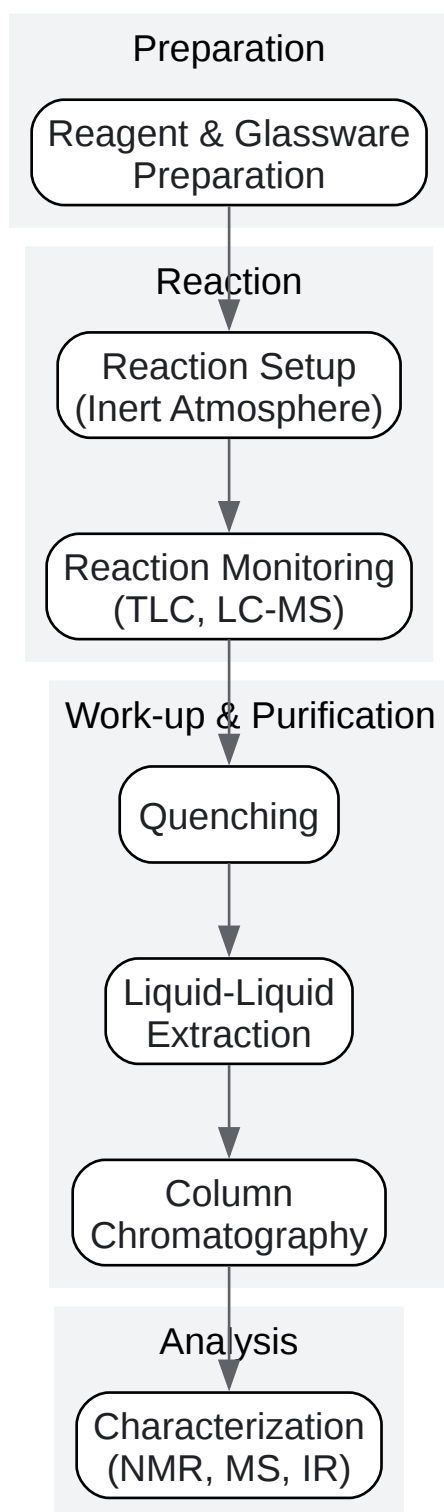 Preparation
Reagent & Glassware
Preparation
Reaction
Reaction Setup
(Inert Atmosphere)
Reaction Monitoring
(TLC, LC-MS)
Work-up & Purification
Quenching
Liquid-Liquid
Extraction
Column
Chromatography
Analysis
Characterization
(NMR, MS, IR)